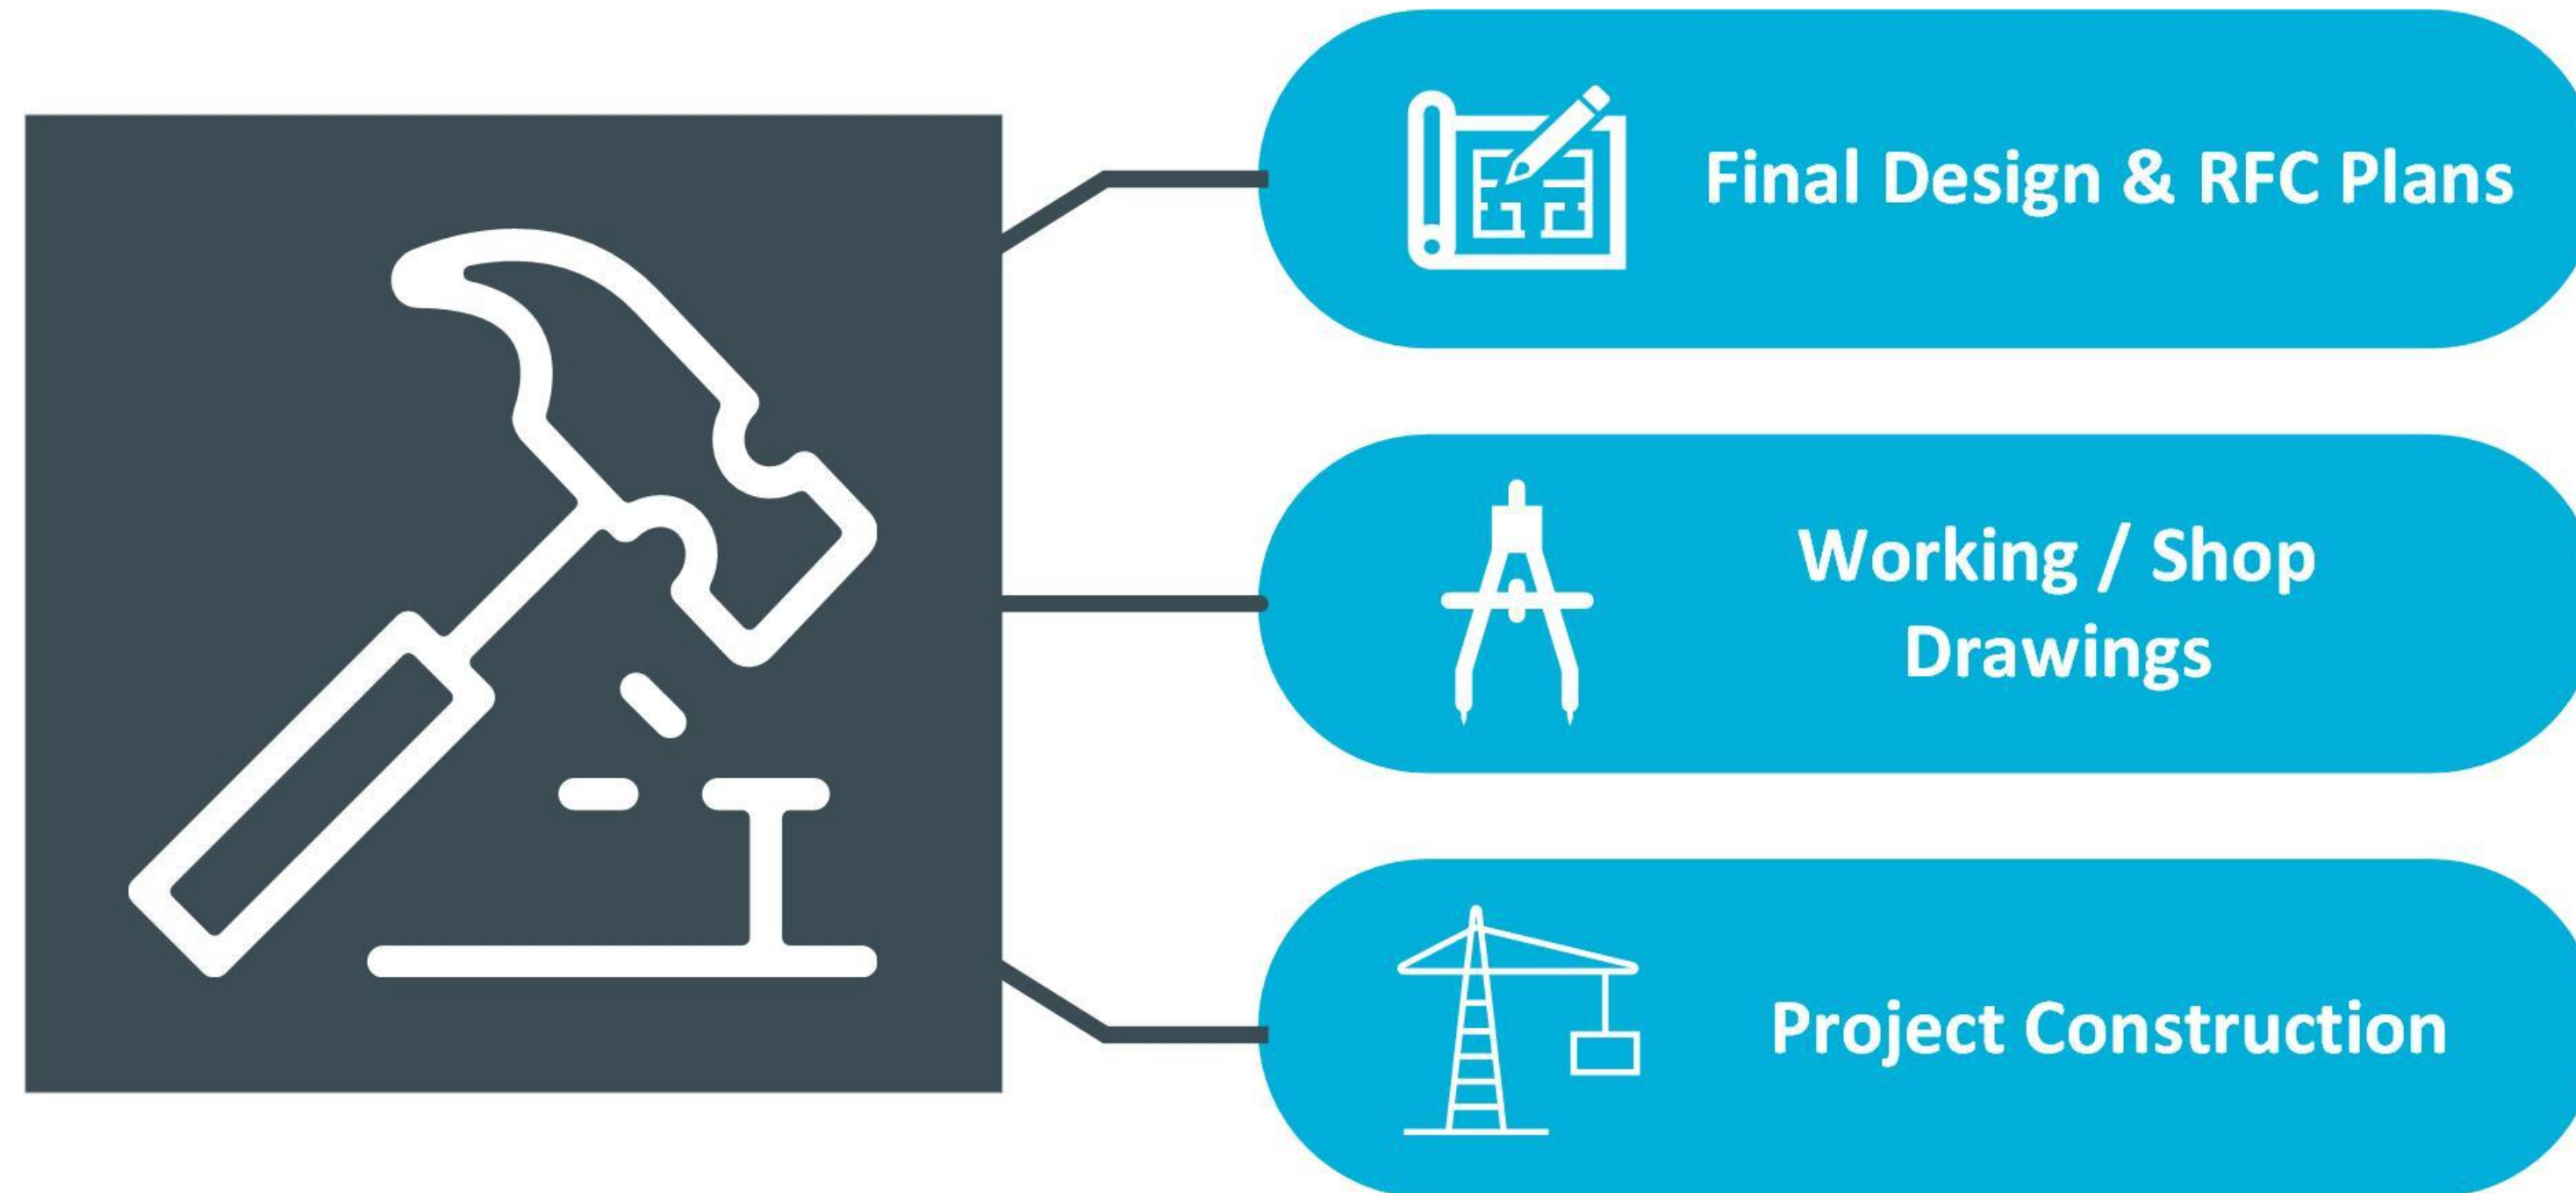 Final Design & RFC Plans
Working / Shop
Drawings
Project Construction